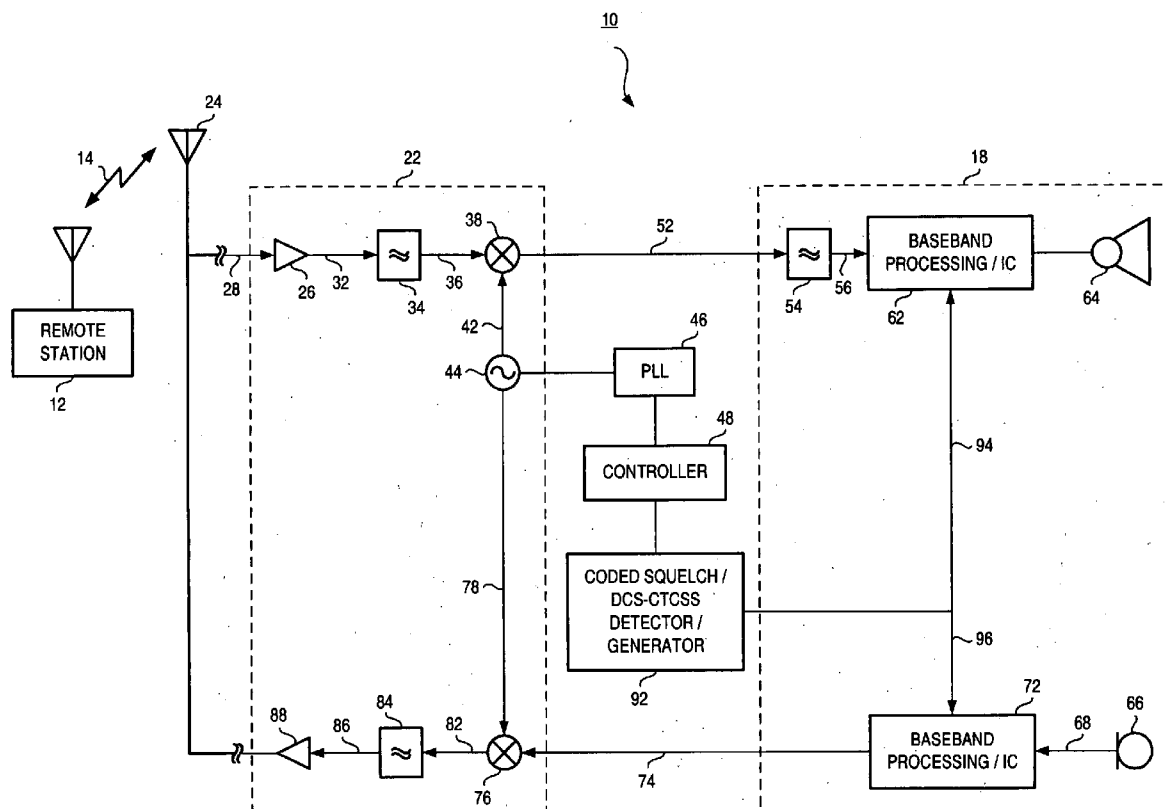 10
24
14
22
18
38
52
28
26
32
34
36
54
56
BASEBAND
PROCESSING / IC
62
64
REMOTE
STATION
12
42
44
46
PLL
48
CONTROLLER
94
78
CODED SQUELCH /
DCS-CTCSS
DETECTOR /
GENERATOR
92
96
88
86
84
82
76
74
72
BASEBAND
PROCESSING / IC
68
66